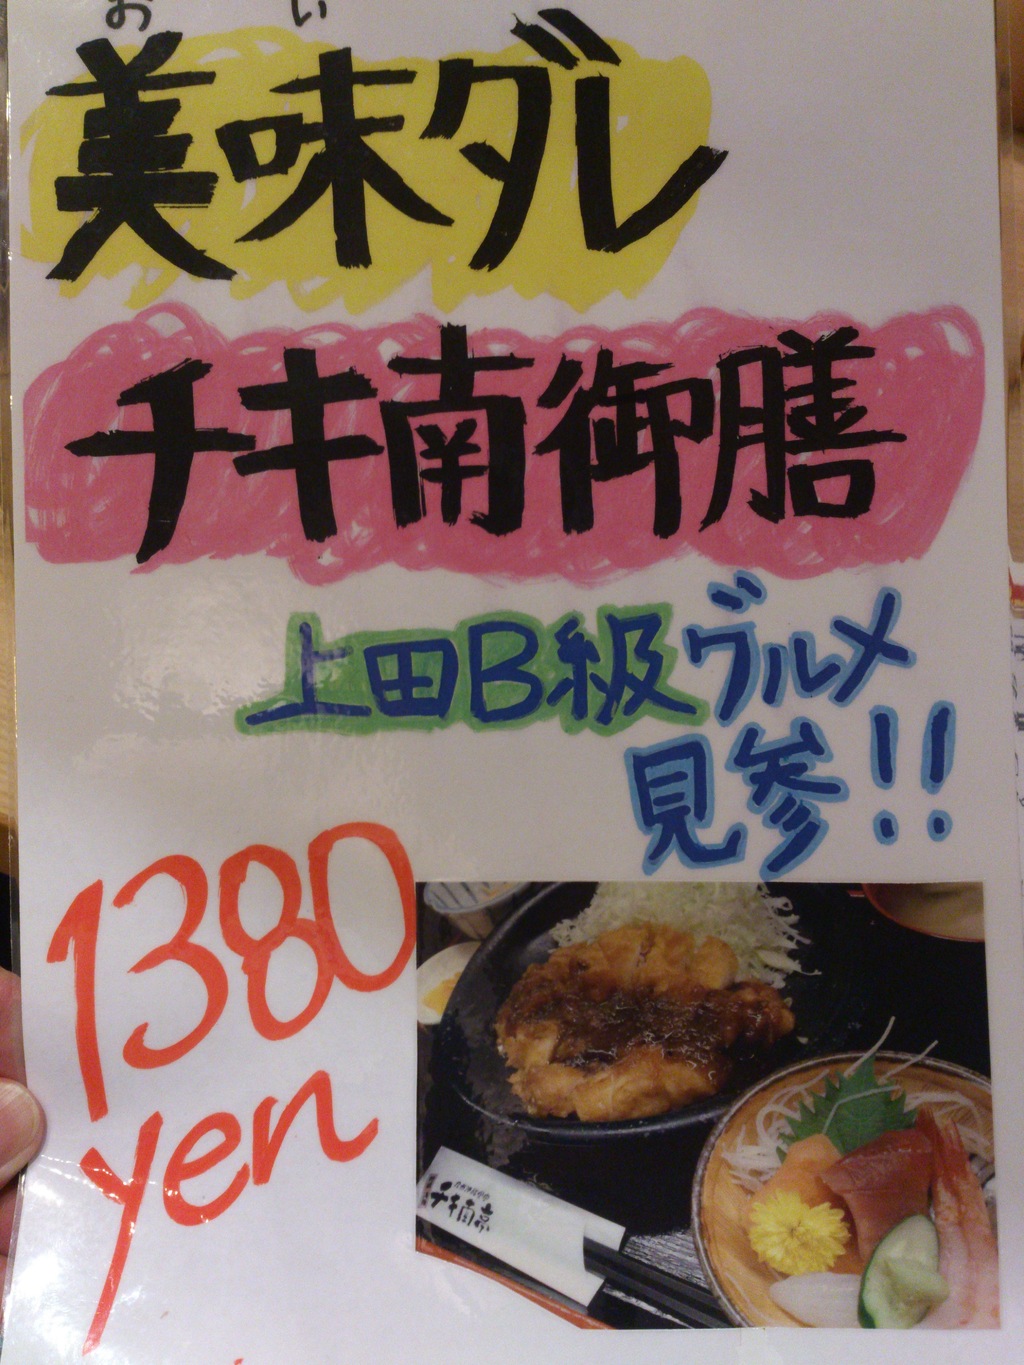 おい
美味ダレ
チキ南御膳
上田B級グルメ
見参!!
1380
yen
チキ南亭